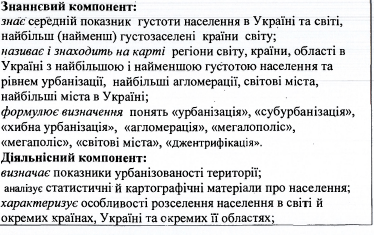 Знаннєвий компонент:
знає середній показник густоти населення в Україні та світі,
найбільш (найменш) густозаселені країни світу;
називає і знаходить на карті регіони світу, країни, області в
Україні з найбільшою і найменшою густотою населення та
рівнем урбанізації, найбільші агломерації, світові міста,
найбільші міста в Україні;
формулює визначення понять «урбанізація», «субурбанізація»,
«хибна урбанізація», «агломерація», «мегалополіс»,
«мегаполіс», «світові міста», «джентрифікація».
Діяльнісний компонент:
визначає показники урбанізованості території;
аналізує статистичні й картографічні матеріали про населення;
характеризує особливості розселення населення в світі й
окремих країнах, Україні та окремих її областях;